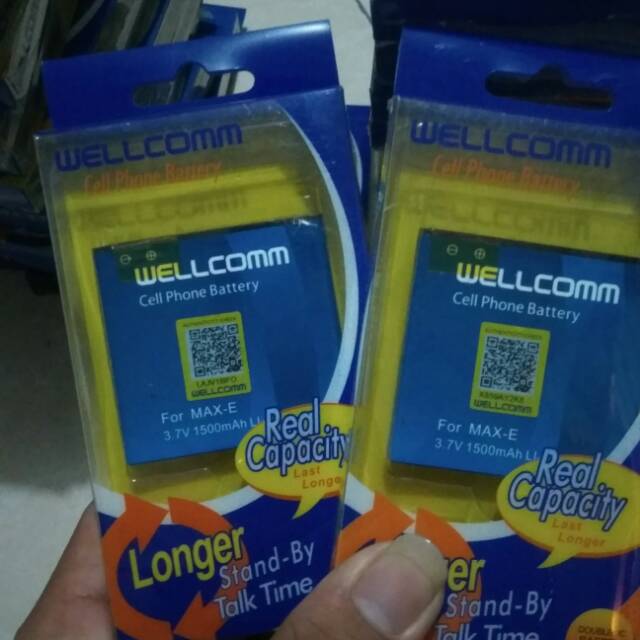 WELLCOMM
Cell Phone Battery
WELLCOMM
Cell Phone Battery
For MAX-E
3.7V 1500mAh Li
WELLCOMM
Real
Capacity
Last
Longer
Longer
Stand-By
Talk Time
WELLCOMM
Cell Phone Battery
WELLCOMM
Cell Phone Battery
WELLCOMM
For MAX-E
3.7V 1500mAh Li
Real
Capacity
Last
Longer
er
Stand-By
Talk Time